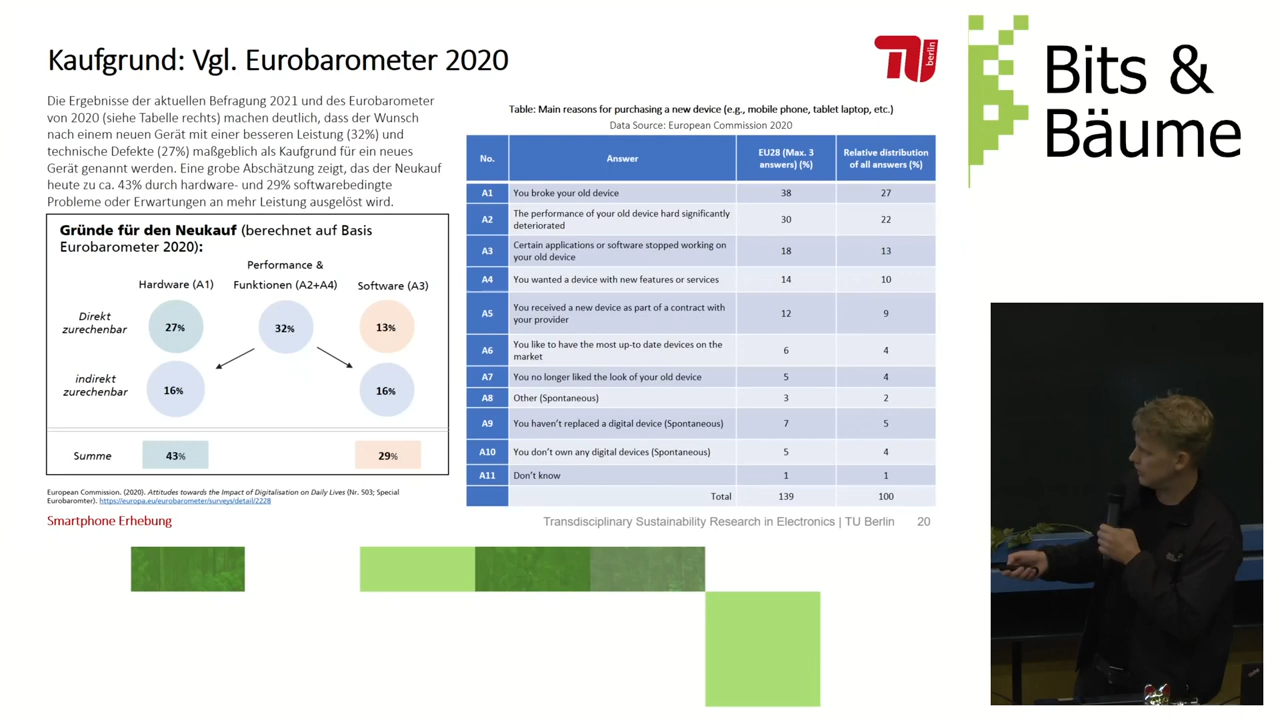 Kaufgrund: Vgl. Eurobarometer 2020
Die Ergebnisse der aktuellen Befragung 2021 und des Eurobarometer
von 2020 (siehe Tabelle rechts) machen deutlich, dass der Wunsch
nach einem neuen Gerät mit einer besseren Leistung (32%) und
technische Defekte (27%) maßgeblich als Kaufgrund für ein neues
Gerät genannt werden. Eine grobe Abschätzung zeigt, das der Neukauf
heute zu ca. 43% durch hardware- und 29% softwarebedingte
Probleme oder Erwartungen an mehr Leistung ausgelöst wird.
Gründe für den Neukauf (berechnet auf Basis
Eurobarometer 2020):
Hardware (A1)
Performance &
Funktionen (A2+A4)
Software (A3)
Direkt
zurechenbar
27%
32%
13%
indirekt
zurechenbar
16%
16%
Summe
43%
29%
European Commission. (2020). Attitudes towards the Impact of Digitalisation on Daily Lives (Nr. 503; Special
Eurobaromter). https://europa.eu/eurobarometer/surveys/detail/2228
Smartphone Erhebung
TU berlin
Table: Main reasons for purchasing a new device (e.g., mobile phone, tablet laptop, etc.)
Data Source: European Commission 2020
No. Answer EU28 (Max. 3 answers) (%) Relative distribution of all answers (%)
A1 You broke your old device 38 27
A2 The performance of your old device hard significantly
deteriorated 30 22
A3 Certain applications or software stopped working on
your old device 18 13
A4 You wanted a device with new features or services 14 10
A5 You received a new device as part of a contract with
your provider 12 9
A6 You like to have the most up-to date devices on the
market 6 4
A7 You no longer liked the look of your old device 5 4
A8 Other (Spontaneous) 3 2
A9 You haven't replaced a digital device (Spontaneous) 7 5
A10 You don't own any digital devices (Spontaneous) 5 4
A11 Don't know 1 1
Total 139 100
Transdisciplinary Sustainability Research in Electronics | TU Berlin 20
Bits &
Bäume